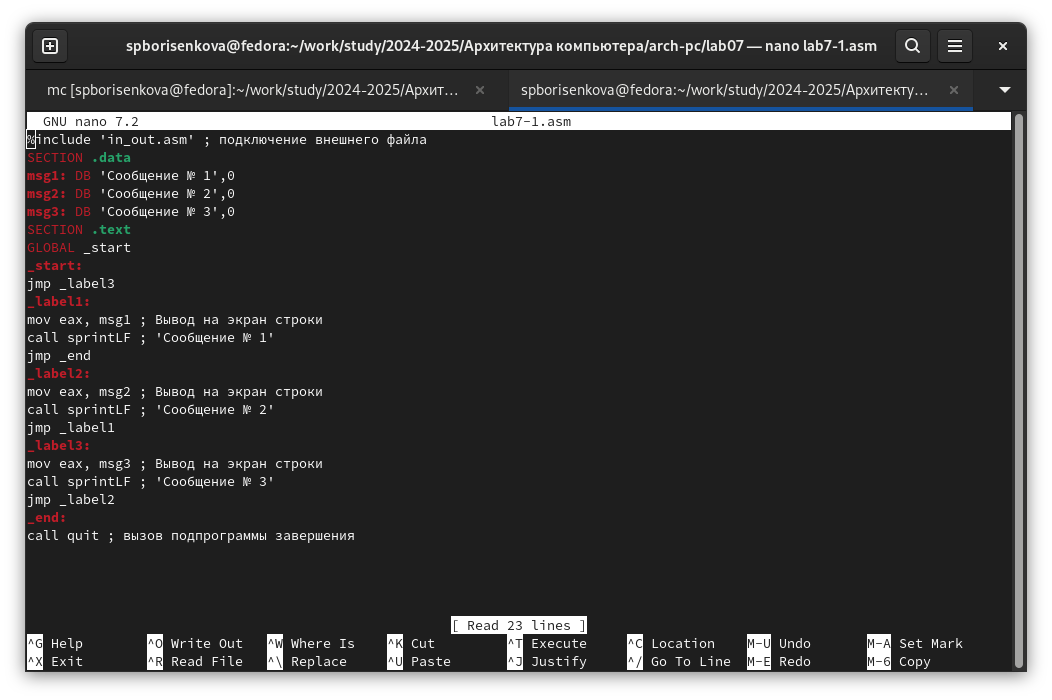 spborisenkova@fedora:~/work/study/2024-2025/Архитектура компьютера/arch-pc/lab07 — nano lab7-1.asm
mc [spborisenkova@fedora]:~/work/study/2024-2025/Архит… × spborisenkova@fedora:~/work/study/2024-2025/Архитекту… ×
GNU nano 7.2 lab7-1.asm
%include 'in_out.asm' ; подключение внешнего файла
SECTION .data
msg1: DB 'Сообщение № 1',0
msg2: DB 'Сообщение № 2',0
msg3: DB 'Сообщение № 3',0
SECTION .text
GLOBAL _start
_start:
jmp _label3
_label1:
mov eax, msg1 ; Вывод на экран строки
call sprintLF ; 'Сообщение № 1'
jmp _end
_label2:
mov eax, msg2 ; Вывод на экран строки
call sprintLF ; 'Сообщение № 2'
jmp _label1
_label3:
mov eax, msg3 ; Вывод на экран строки
call sprintLF ; 'Сообщение № 3'
jmp _label2
_end:
call quit ; вызов подпрограммы завершения
[ Read 23 lines ]
^G Help ^O Write Out ^W Where Is ^K Cut ^T Execute ^C Location M-U Undo M-A Set Mark
^X Exit ^R Read File ^\ Replace ^U Paste ^J Justify ^/ Go To Line M-E Redo M-6 Copy